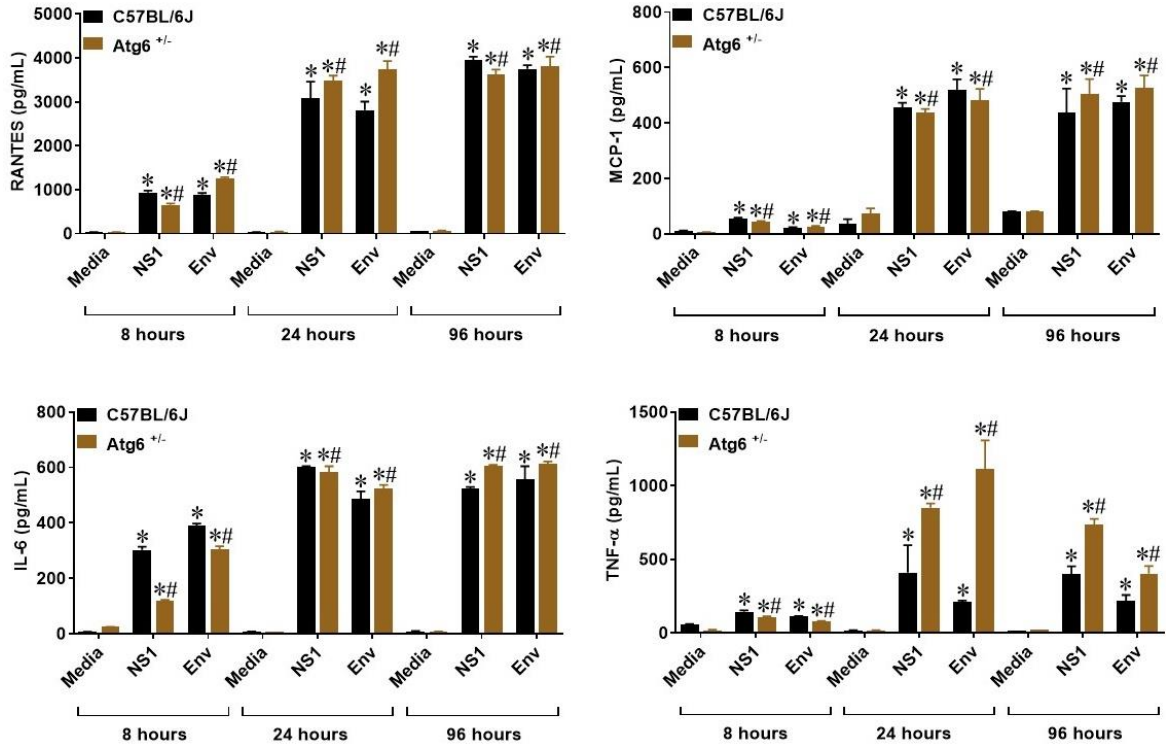 C57BL/6J
Atg6 +/-
RANTES (pg/mL)
5000
4000
3000
2000
1000
0
* *# * *# * *# * *# * *# * *#
Media NS1 Env Media NS1 Env Media NS1 Env
8 hours 24 hours 96 hours
C57BL/6J
Atg6 +/-
MCP-1 (pg/mL)
800
600
400
200
0
* *# * *# * *# * *# * *# * *#
Media NS1 Env Media NS1 Env Media NS1 Env
8 hours 24 hours 96 hours
C57BL/6J
Atg6 +/-
IL-6 (pg/mL)
800
600
400
200
0
* *# * *# * *# * *# * *# * *#
Media NS1 Env Media NS1 Env Media NS1 Env
8 hours 24 hours 96 hours
C57BL/6J
Atg6 +/-
TNF-α (pg/mL)
1500
1000
500
0
* *# * *# * *# * *# * *# * *#
Media NS1 Env Media NS1 Env Media NS1 Env
8 hours 24 hours 96 hours